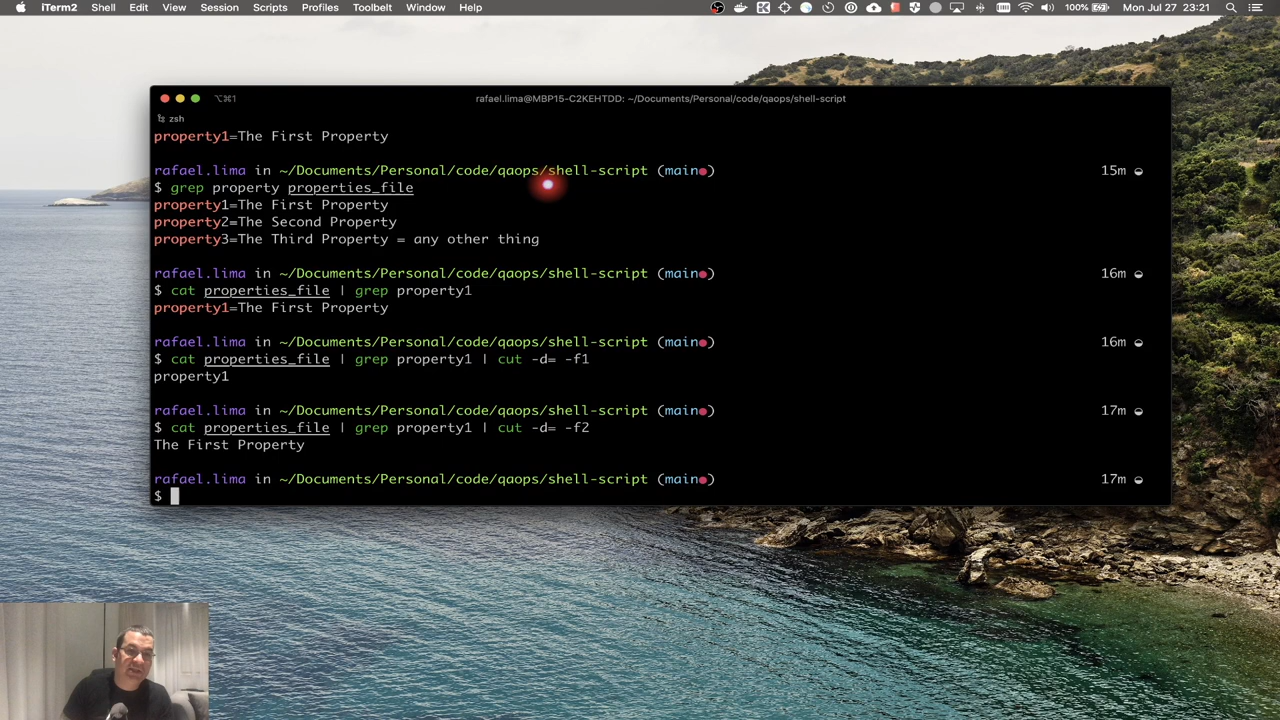 iTerm2 Shell Edit View Session Scripts Profiles Toolbelt Window Help 100% Mon Jul 27 23:21
⌥⌘1 rafael.lima@MBP15-C2KEHTDD: ~/Documents/Personal/code/qaops/shell-script
zsh
property1=The First Property
rafael.lima in ~/Documents/Personal/code/qaops/shell-script (main●) 15m
$ grep property properties_file
property1=The First Property
property2=The Second Property
property3=The Third Property = any other thing
rafael.lima in ~/Documents/Personal/code/qaops/shell-script (main●) 16m
$ cat properties_file | grep property1
property1=The First Property
rafael.lima in ~/Documents/Personal/code/qaops/shell-script (main●) 16m
$ cat properties_file | grep property1 | cut -d= -f1
property1
rafael.lima in ~/Documents/Personal/code/qaops/shell-script (main●) 17m
$ cat properties_file | grep property1 | cut -d= -f2
The First Property
rafael.lima in ~/Documents/Personal/code/qaops/shell-script (main●) 17m
$